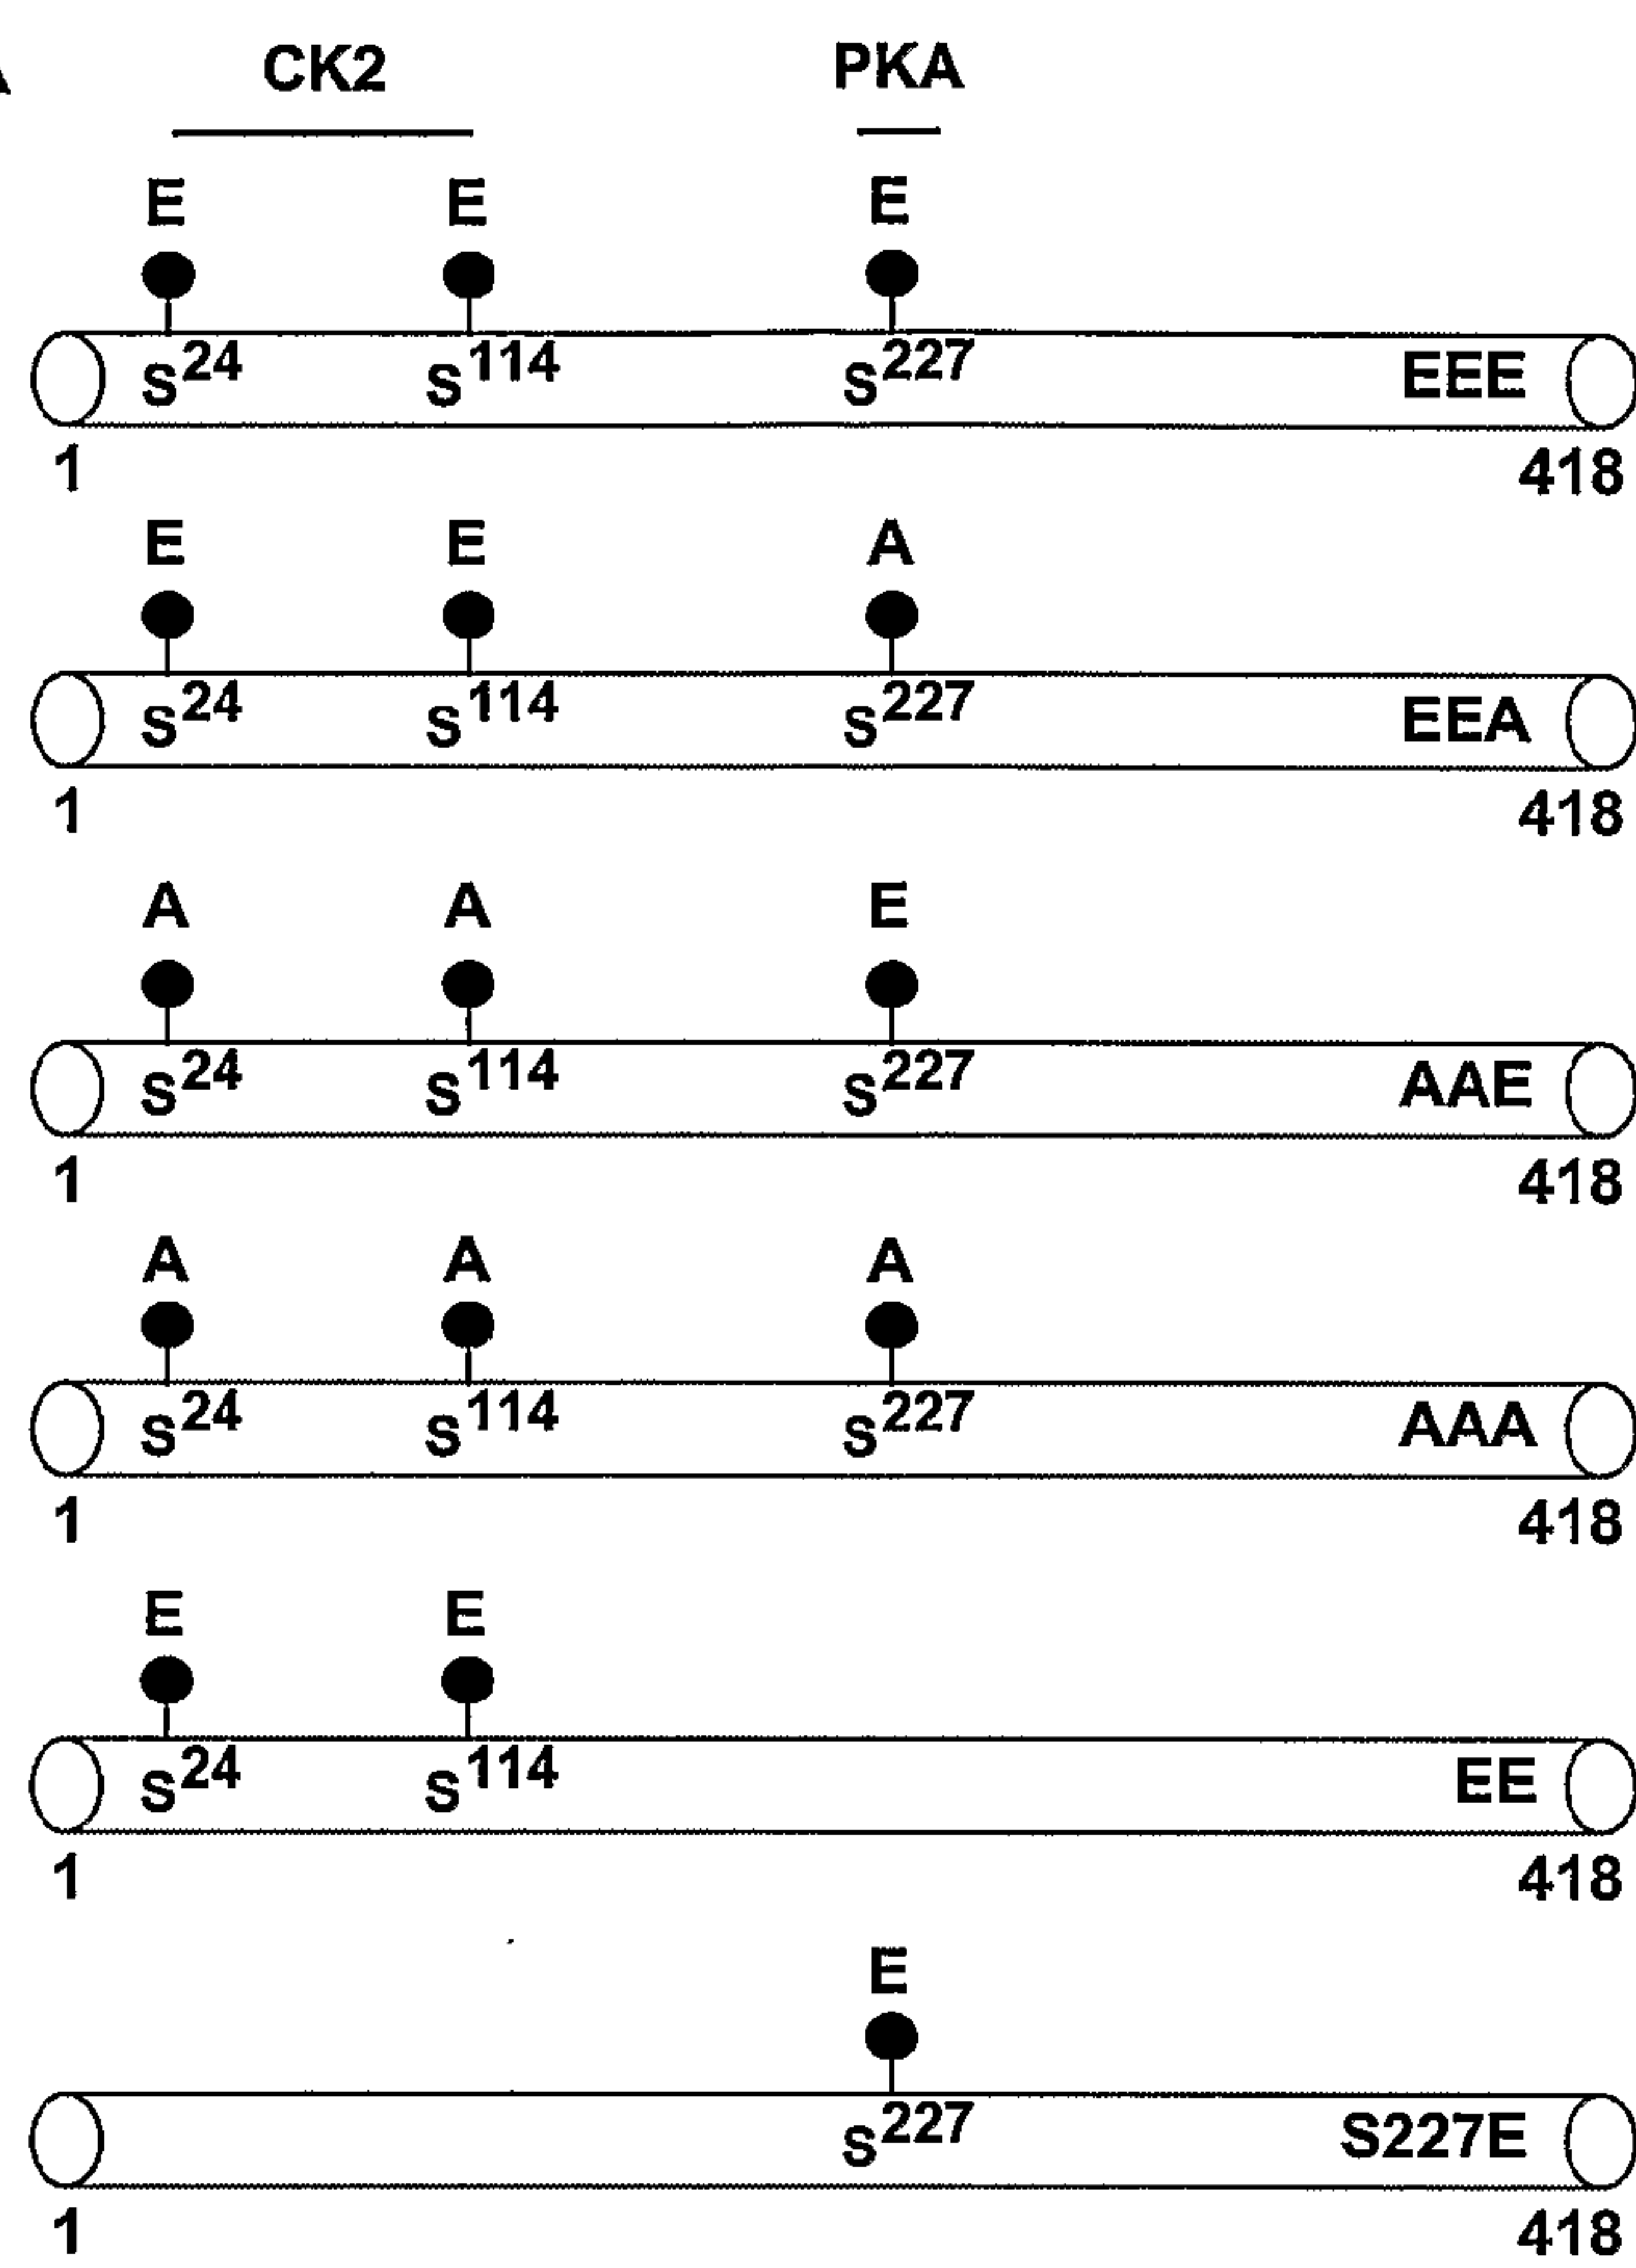 A CK2 PKA
E E E
S24 S114 S227 EEE
1 418
E E A
S24 S114 S227 EEA
1 418
A A E
S24 S114 S227 AAE
1 418
A A A
S24 S114 S227 AAA
1 418
E E
S24 S114 EE
1 418
E
S227 S227E
1 418